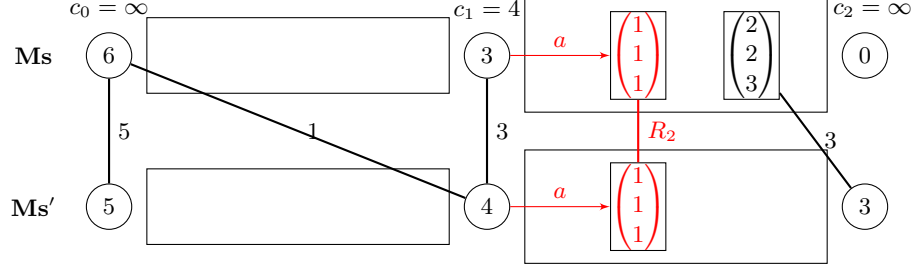 c₀ = ∞ c₁ = 4 c₂ = ∞
Ms 6 3 a (1 1 1) (2 2 3) 0
5 1 3 R₂ 3
Ms′ 5 4 a (1 1 1) 3